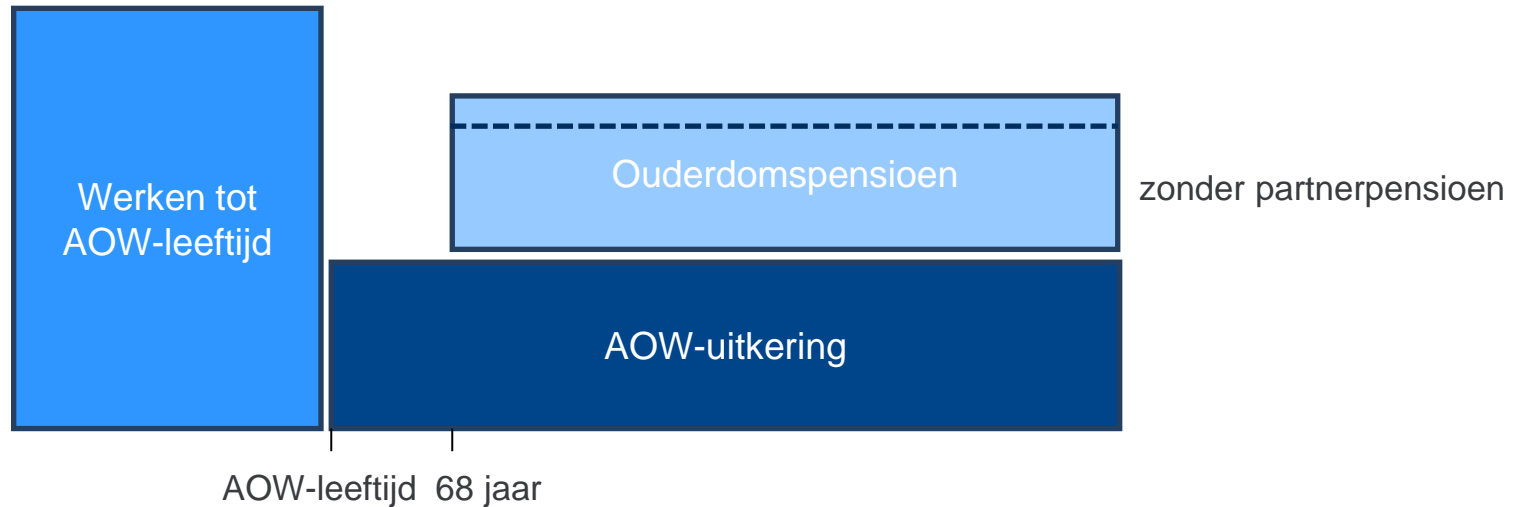 Werken tot
AOW-leeftijd
Ouderdomspensioen
zonder partnerpensioen
AOW-uitkering
AOW-leeftijd 68 jaar